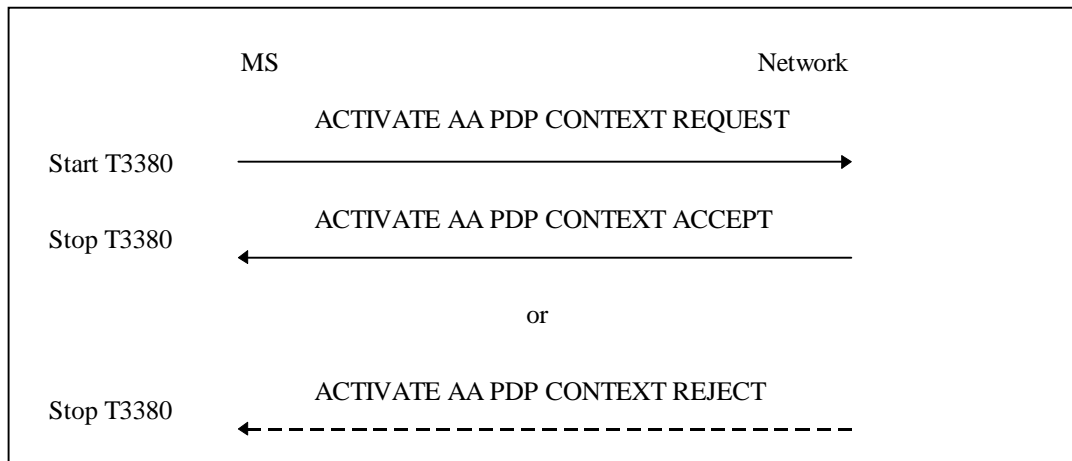 MS Network
ACTIVATE AA PDP CONTEXT REQUEST
Start T3380
ACTIVATE AA PDP CONTEXT ACCEPT
Stop T3380
or
ACTIVATE AA PDP CONTEXT REJECT
Stop T3380